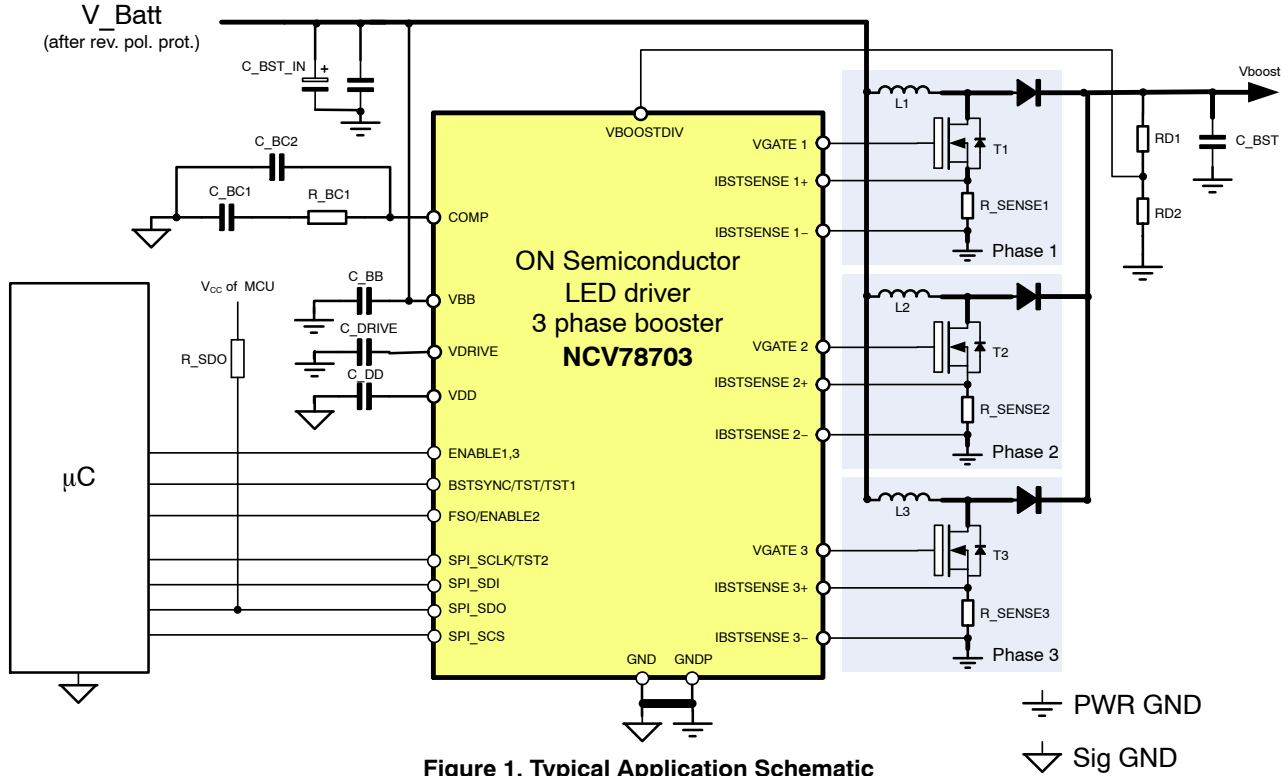 V_Batt
(after rev. pol. prot.)
C_BST_IN
+
Vboost
L1
VBOOSTDIV
VGATE 1
T1
RD1
C_BST
C_BC2
C_BC1
R_BC1
IBSTSENSE 1+
R_SENSE1
RD2
COMP
IBSTSENSE 1−
Phase 1
ON Semiconductor
LED driver
3 phase booster
NCV78703
C_BB
VBB
V_CC of MCU
C_DRIVE
VDRIVE
R_SDO
C_DD
VDD
L2
VGATE 2
T2
IBSTSENSE 2+
R_SENSE2
IBSTSENSE 2−
Phase 2
µC
ENABLE1,3
BSTSYNC/TST/TST1
FSO/ENABLE2
SPI_SCLK/TST2
SPI_SDI
SPI_SDO
SPI_SCS
L3
VGATE 3
T3
IBSTSENSE 3+
R_SENSE3
IBSTSENSE 3−
Phase 3
GND
GNDP
PWR GND
Sig GND
Figure 1. Typical Application Schematic